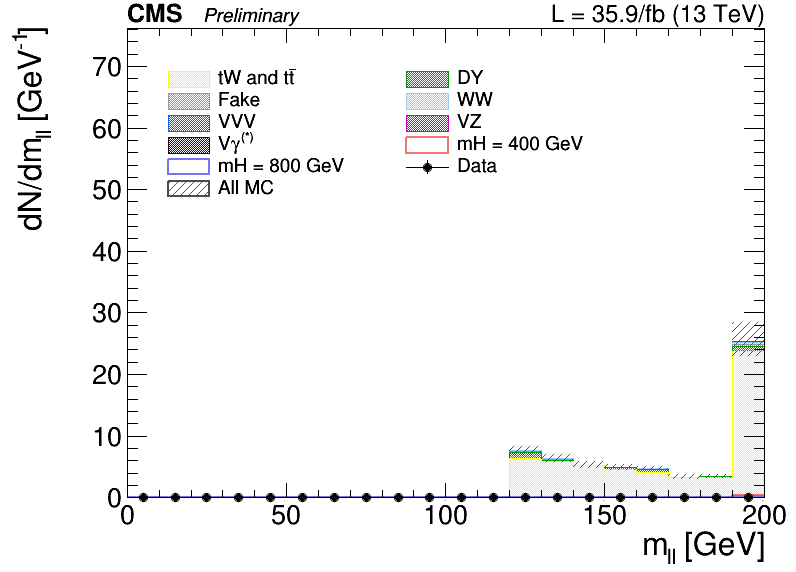 CMS Preliminary L = 35.9/fb (13 TeV)
dN/dm_ll [GeV⁻¹]
70
60
50
40
30
20
10
0
tW and tt̄ DY
Fake WW
VVV VZ
Vγ(*) mH = 400 GeV
mH = 800 GeV Data
All MC
0 50 100 150 200
m_ll [GeV]